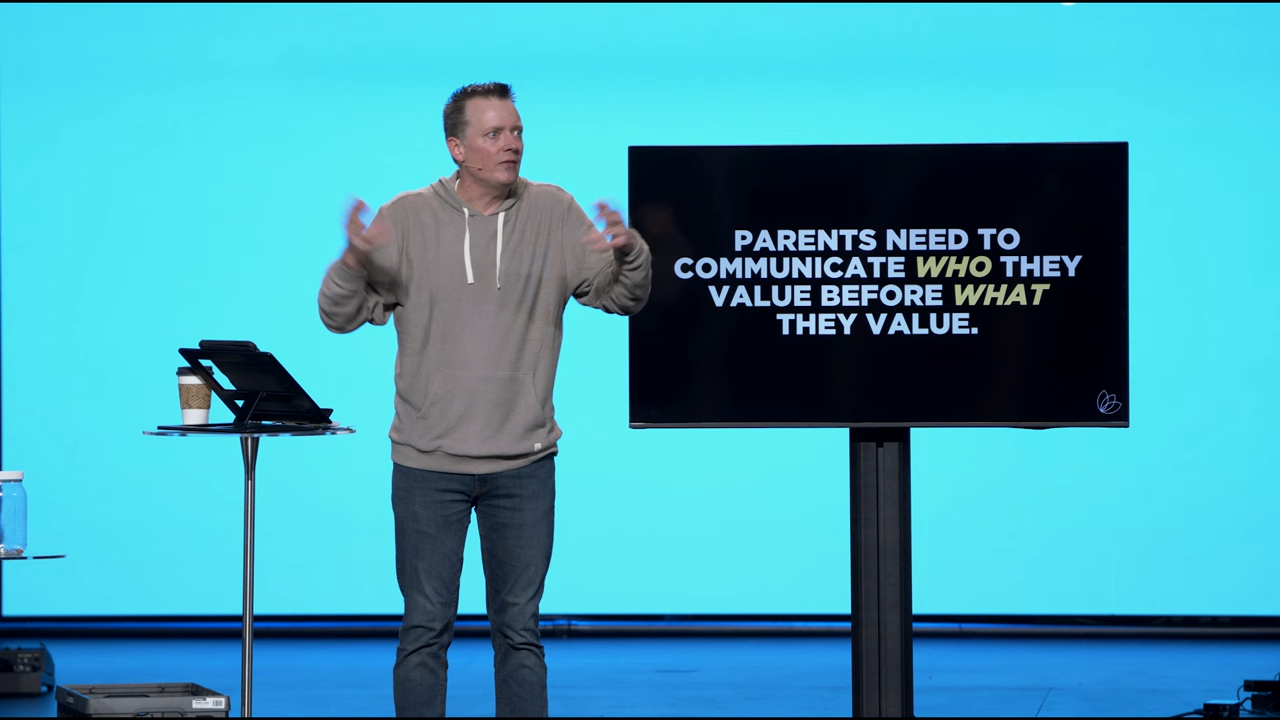 PARENTS NEED TO
COMMUNICATE WHO THEY
VALUE BEFORE WHAT
THEY VALUE.